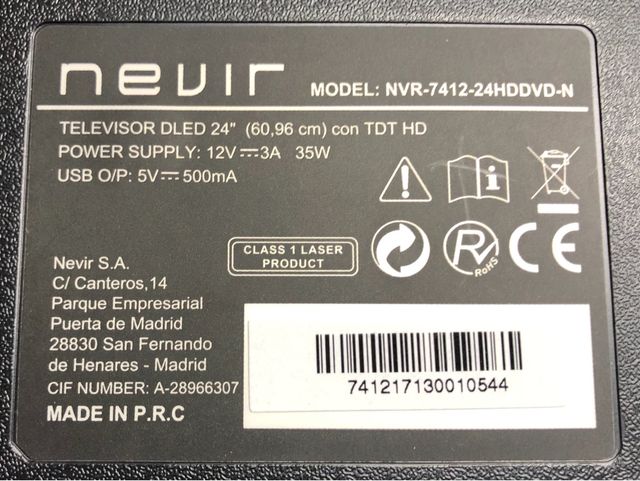 nevir
MODEL: NVR-7412-24HDDVD-N
TELEVISOR DLED 24" (60,96 cm) con TDT HD
POWER SUPPLY: 12V⎓3A 35W
USB O/P: 5V⎓500mA
CLASS 1 LASER
PRODUCT
R
RoHS
CE
Nevir S.A.
C/ Canteros,14
Parque Empresarial
Puerta de Madrid
28830 San Fernando
de Henares - Madrid
CIF NUMBER: A-28966307
MADE IN P.R.C
741217130010544